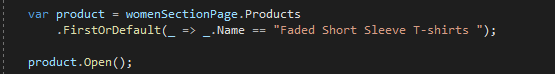 var product = womenSectionPage.Products
.FirstOrDefault(_ => _.Name == "Faded Short Sleeve T-shirts ");
product.Open();